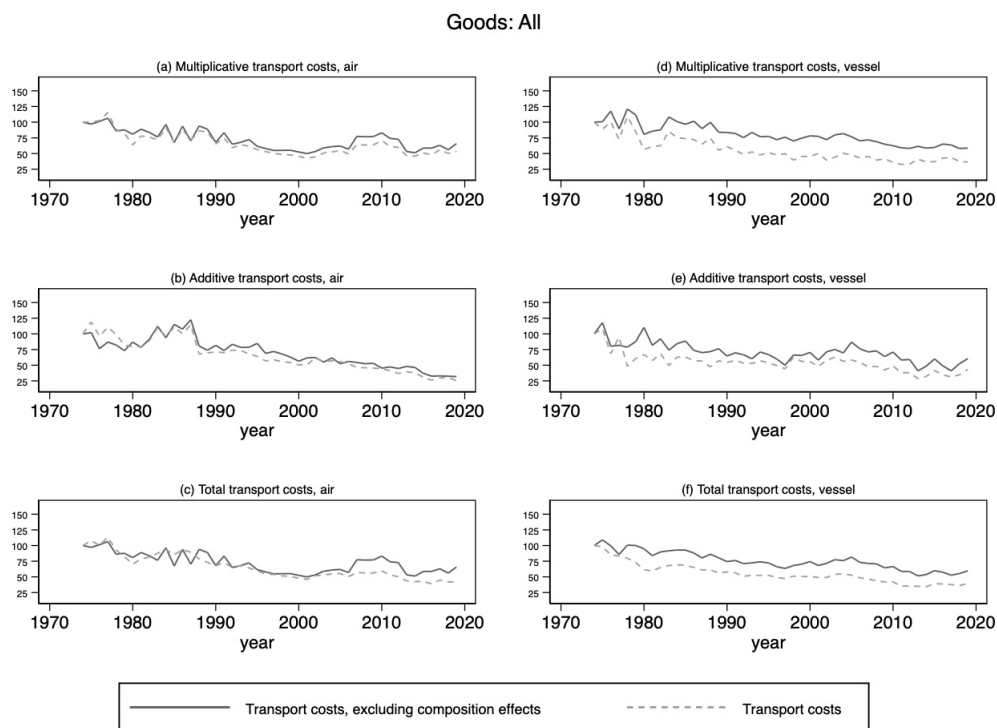 Goods: All
(a) Multiplicative transport costs, air
150
125
100
75
50
25
1970 1980 1990 2000 2010 2020
year
(d) Multiplicative transport costs, vessel
150
125
100
75
50
25
1970 1980 1990 2000 2010 2020
year
(b) Additive transport costs, air
150
125
100
75
50
25
1970 1980 1990 2000 2010 2020
year
(e) Additive transport costs, vessel
150
125
100
75
50
25
1970 1980 1990 2000 2010 2020
year
(c) Total transport costs, air
150
125
100
75
50
25
1970 1980 1990 2000 2010 2020
year
(f) Total transport costs, vessel
150
125
100
75
50
25
1970 1980 1990 2000 2010 2020
year
Transport costs, excluding composition effects
Transport costs